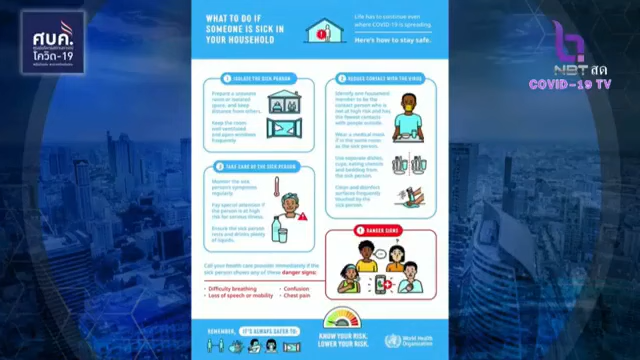 ศบค.
โควิด-19
NBT สด
COVID-19 TV
WHAT TO DO IF
SOMEONE IS SICK IN
YOUR HOUSEHOLD
Life has to continue even
where COVID-19 is spreading.
Here's how to stay safe.
1 ISOLATE THE SICK PERSON
Prepare a separate
room or isolated
space, and keep
distance from others.
Keep the room
well-ventilated
and open windows
frequently.
2 TAKE CARE OF THE SICK PERSON
Monitor the sick
person's symptoms
regularly.
Pay special attention if
the person is at high
risk for serious illness.
Ensure the sick person
rests and drinks plenty
of liquids.
REDUCE CONTACT WITH THE VIRUS
Identify one household
member to be the
contact person who is
not at high risk and has
the fewest contacts
with people outside.
Wear a medical mask
if in the same room
as the sick person.
Use separate dishes,
cups, eating utensils
and bedding from
the sick person.
Clean and disinfect
surfaces frequently
touched by the
sick person.
DANGER SIGNS
Call your health care provider immediately if the
sick person shows any of these danger signs:
• Difficulty breathing
• Loss of speech or mobility
• Confusion
• Chest pain
REMEMBER, IT'S ALWAYS SAFER TO:
KNOW YOUR RISK.
LOWER YOUR RISK.
World Health
Organization